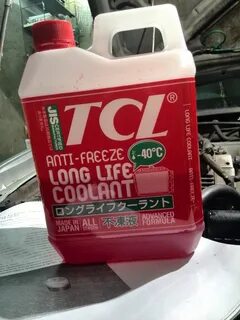 JIS CERTIFIED
TCL®
ANTI-FREEZE
-40°C
LONG LIFE
COOLANT
ロングライフクーラント
MADE IN
JAPAN
ALL
不凍液
ADVANCED
FORMULA
LONG LIFE COOLANT